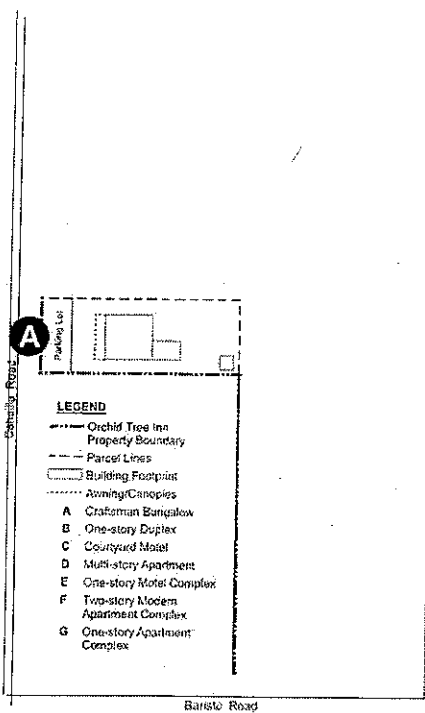 A
Parking Lot
Cahuilla Road
LEGEND
Orchid Tree Inn
Property Boundary
Parcel Lines
Building Footprint
Awning/Canopies
A Craftsman Bungalow
B One-story Duplex
C Courtyard Motel
D Multi-story Apartment
E One-story Motel Complex
F Two-story Modern
Apartment Complex
G One-story Apartment
Complex
Baristo Road